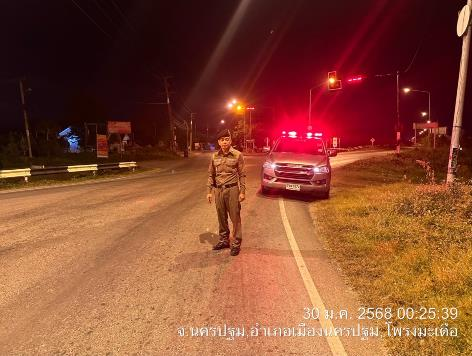 30 ม.ค. 2568 00:25:39
จ.นครปฐม,อำเภอเมืองนครปฐม,โพรงมะเดื่อ